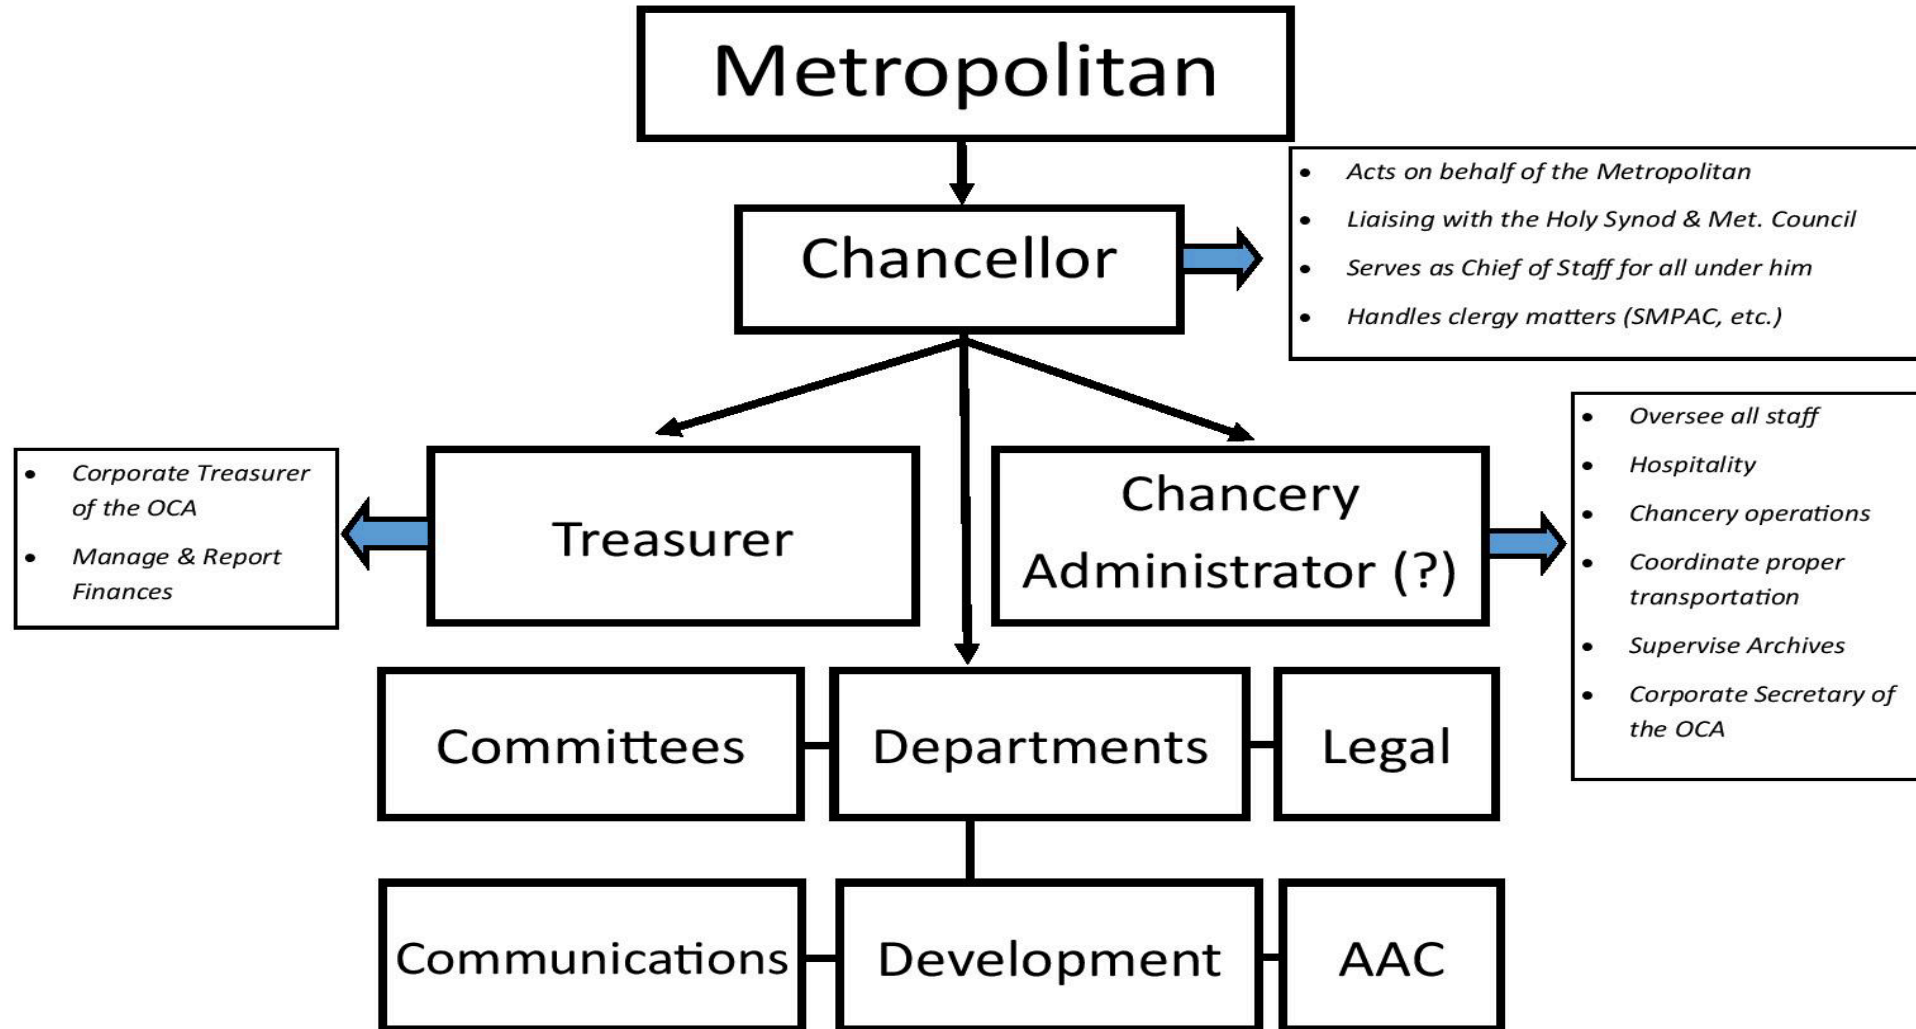 Metropolitan
Chancellor
• Acts on behalf of the Metropolitan
• Liaising with the Holy Synod & Met. Council
• Serves as Chief of Staff for all under him
• Handles clergy matters (SMPAC, etc.)
• Corporate Treasurer
of the OCA
• Manage & Report
Finances
Treasurer
Chancery
Administrator (?)
• Oversee all staff
• Hospitality
• Chancery operations
• Coordinate proper
transportation
• Supervise Archives
• Corporate Secretary of
the OCA
Committees
Departments
Legal
Communications
Development
AAC